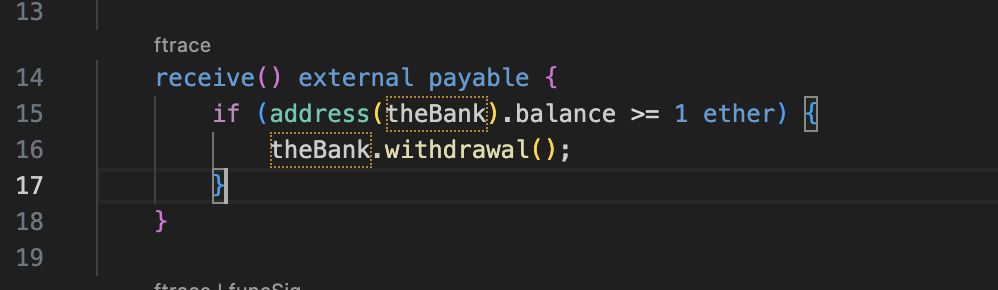 13
ftrace
14 receive() external payable {
15 if (address(theBank).balance >= 1 ether) {
16 theBank.withdrawal();
17 }
18 }
19
ftrace | funcSig